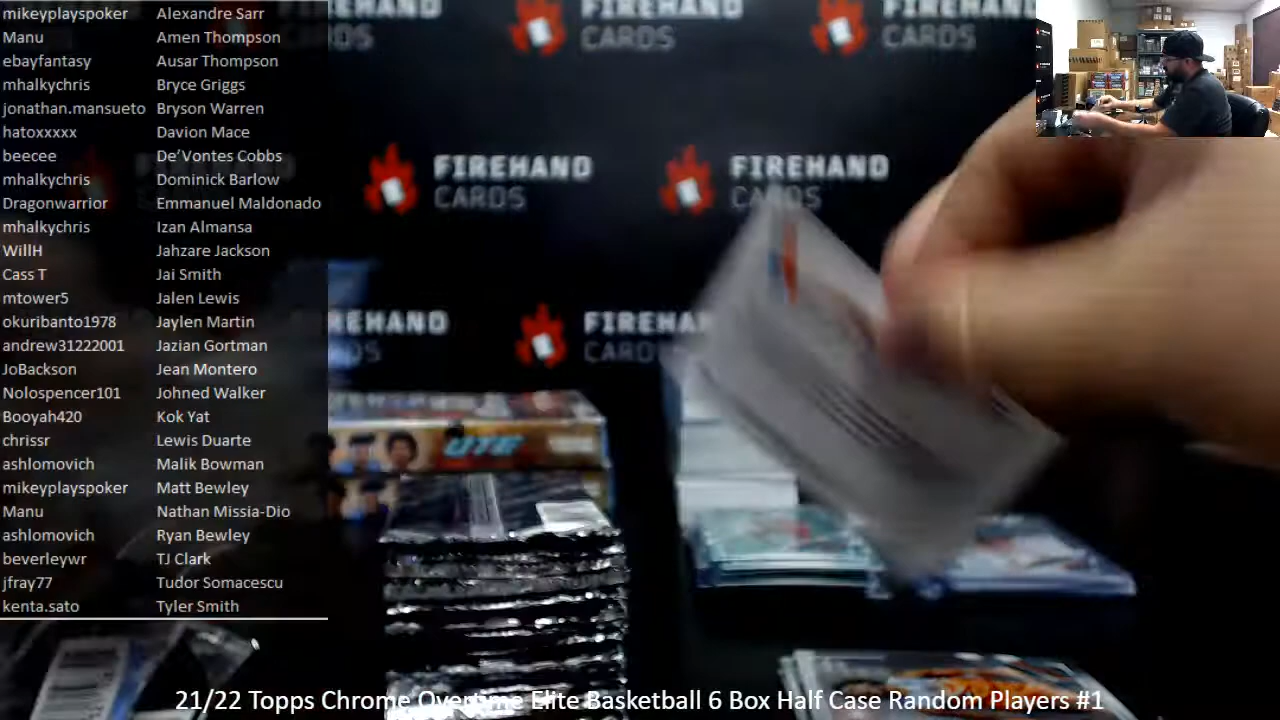 mikeyplayspoker Alexandre Sarr
Manu Amen Thompson
ebayfantasy Ausar Thompson
mhalkychris Bryce Griggs
jonathan.mansueto Bryson Warren
hatoxxxxx Davion Mace
beecee De’Vontes Cobbs
mhalkychris Dominick Barlow
Dragonwarrior Emmanuel Maldonado
mhalkychris Izan Almansa
WillH Jahzare Jackson
Cass T Jai Smith
mtower5 Jalen Lewis
okuribanto1978 Jaylen Martin
andrew31222001 Jazian Gortman
JoBackson Jean Montero
Nolospencer101 Johned Walker
Booyah420 Kok Yat
chrissr Lewis Duarte
ashlomovich Malik Bowman
mikeyplayspoker Matt Bewley
Manu Nathan Missia-Dio
ashlomovich Ryan Bewley
beverleywr TJ Clark
jfray77 Tudor Somacescu
kenta.sato Tyler Smith
FIREHAND
CARDS
FIREHAND
CARDS
FIREHAND
CARDS
FIREHAND
CARDS
OTE
21/22 Topps Chrome Overtime Elite Basketball 6 Box Half Case Random Players #1